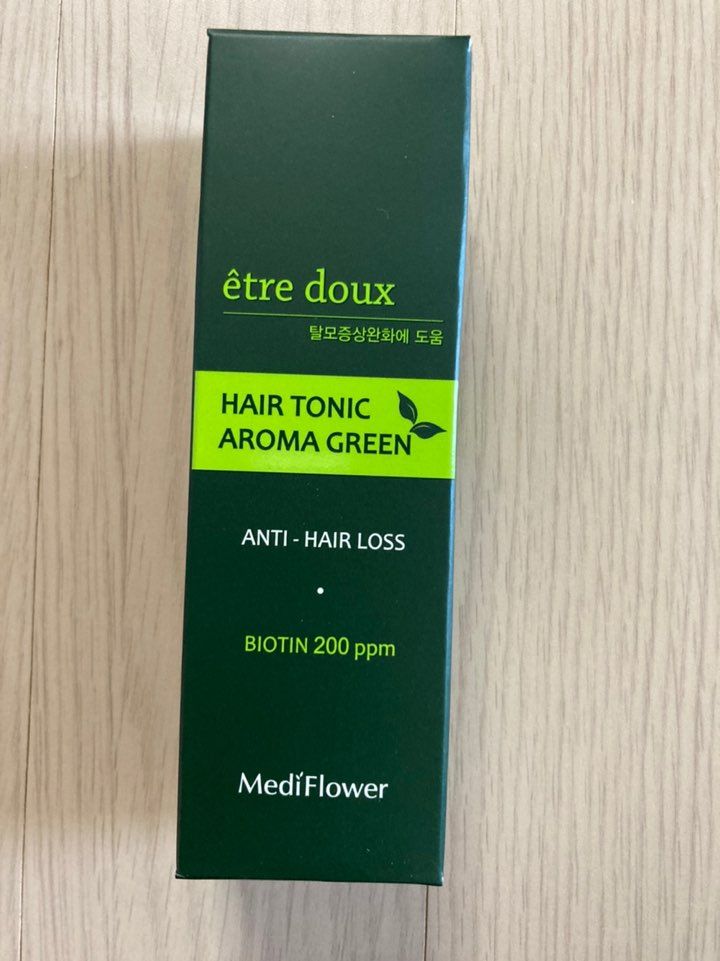 être doux
탈모증상완화에 도움
HAIR TONIC
AROMA GREEN
ANTI - HAIR LOSS
•
BIOTIN 200 ppm
MediFlower